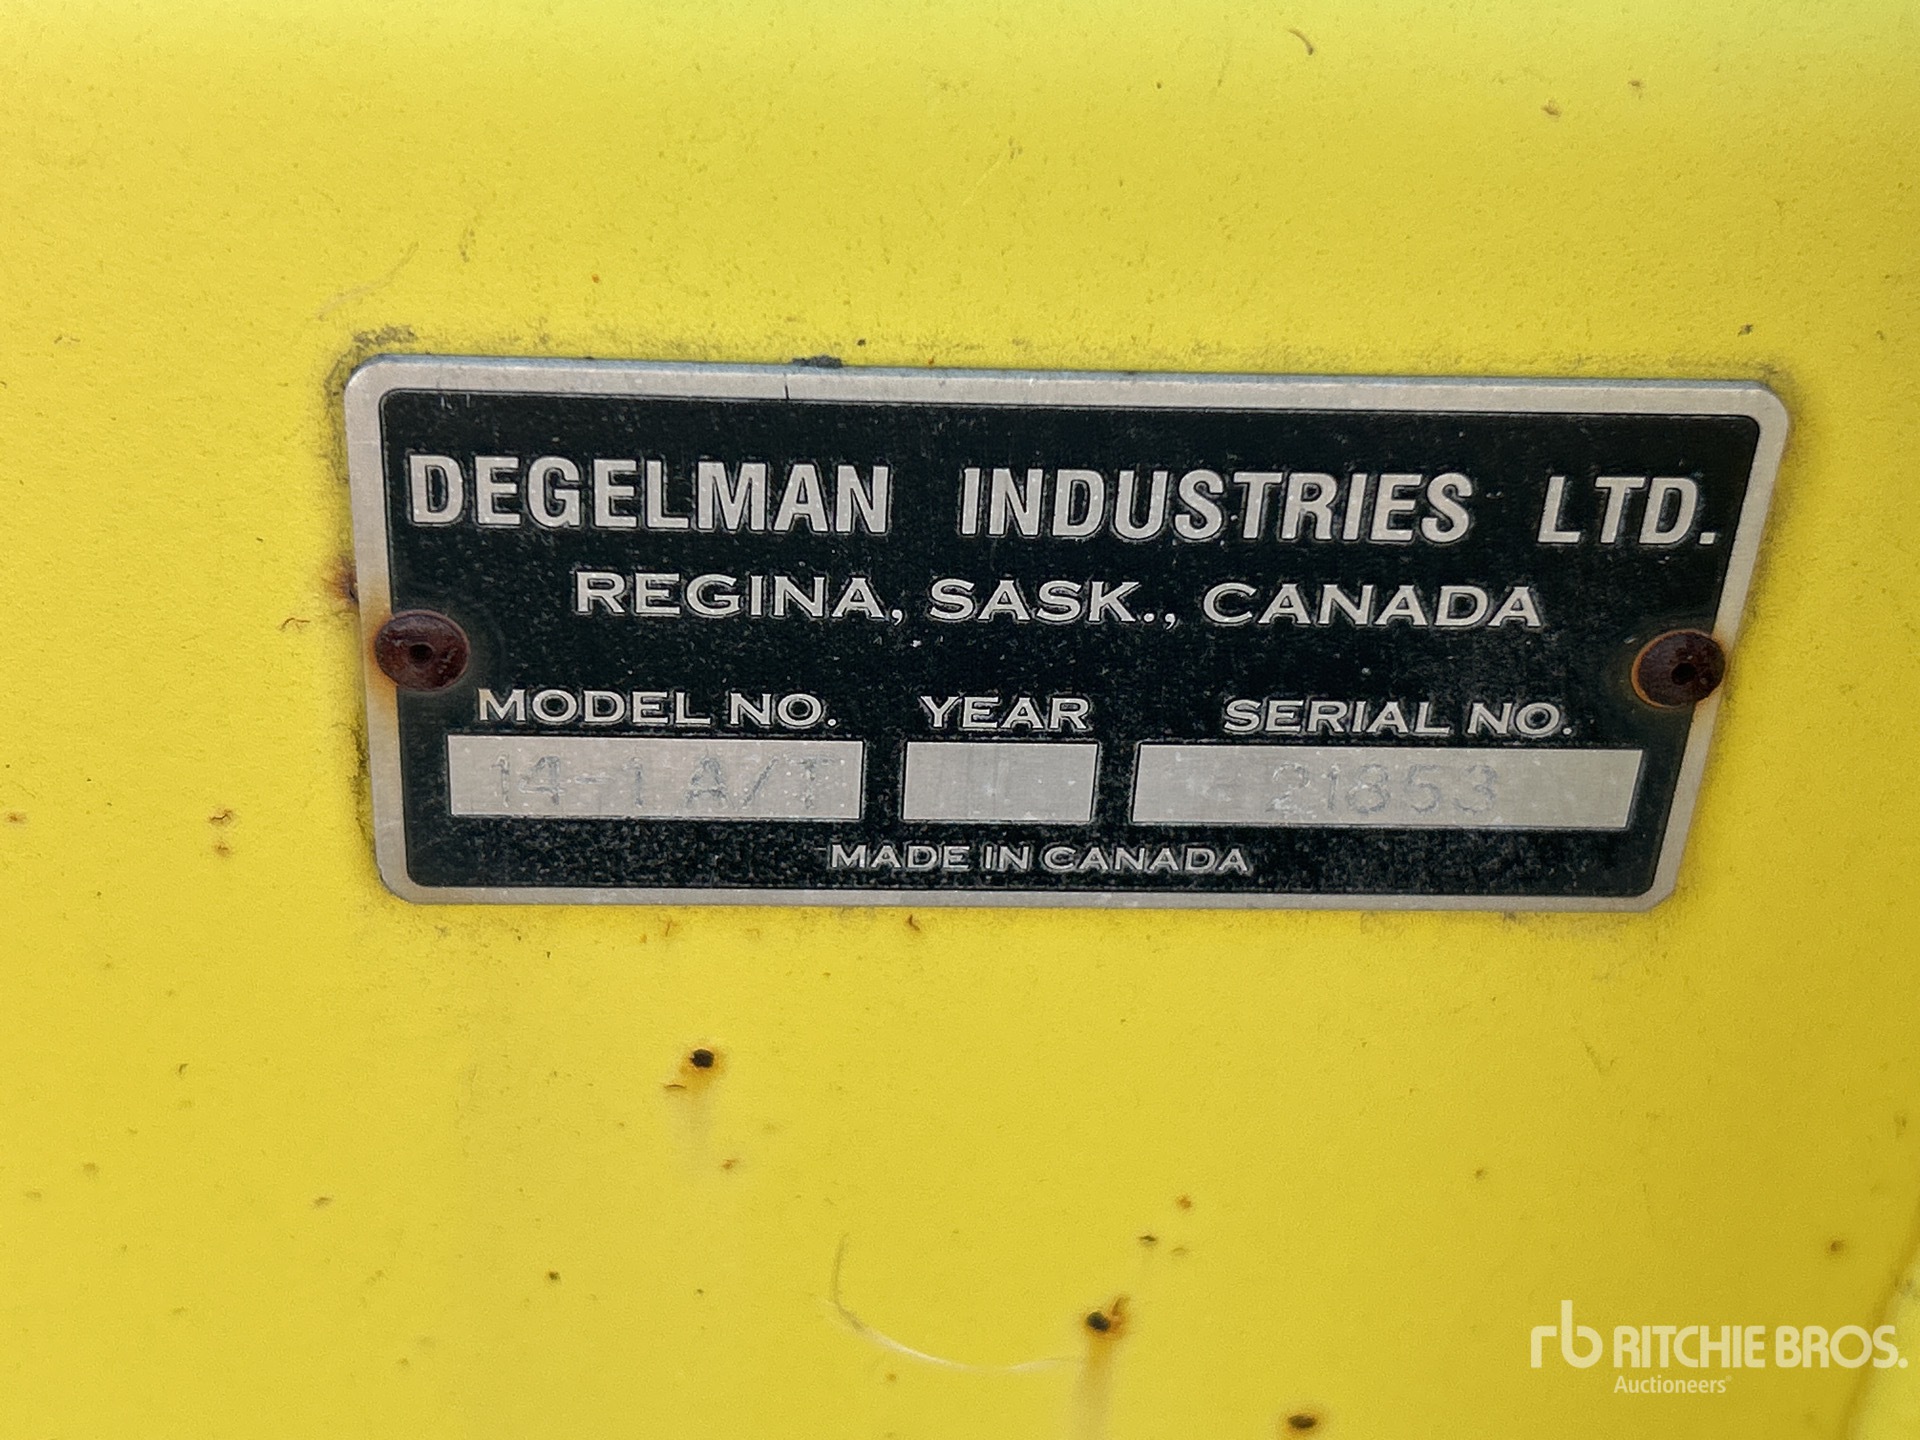 DEGELMAN INDUSTRIES LTD.
REGINA, SASK., CANADA
MODEL NO. YEAR SERIAL NO.
14-1 A/T 21853
MADE IN CANADA
rb RITCHIE BROS.
Auctioneers